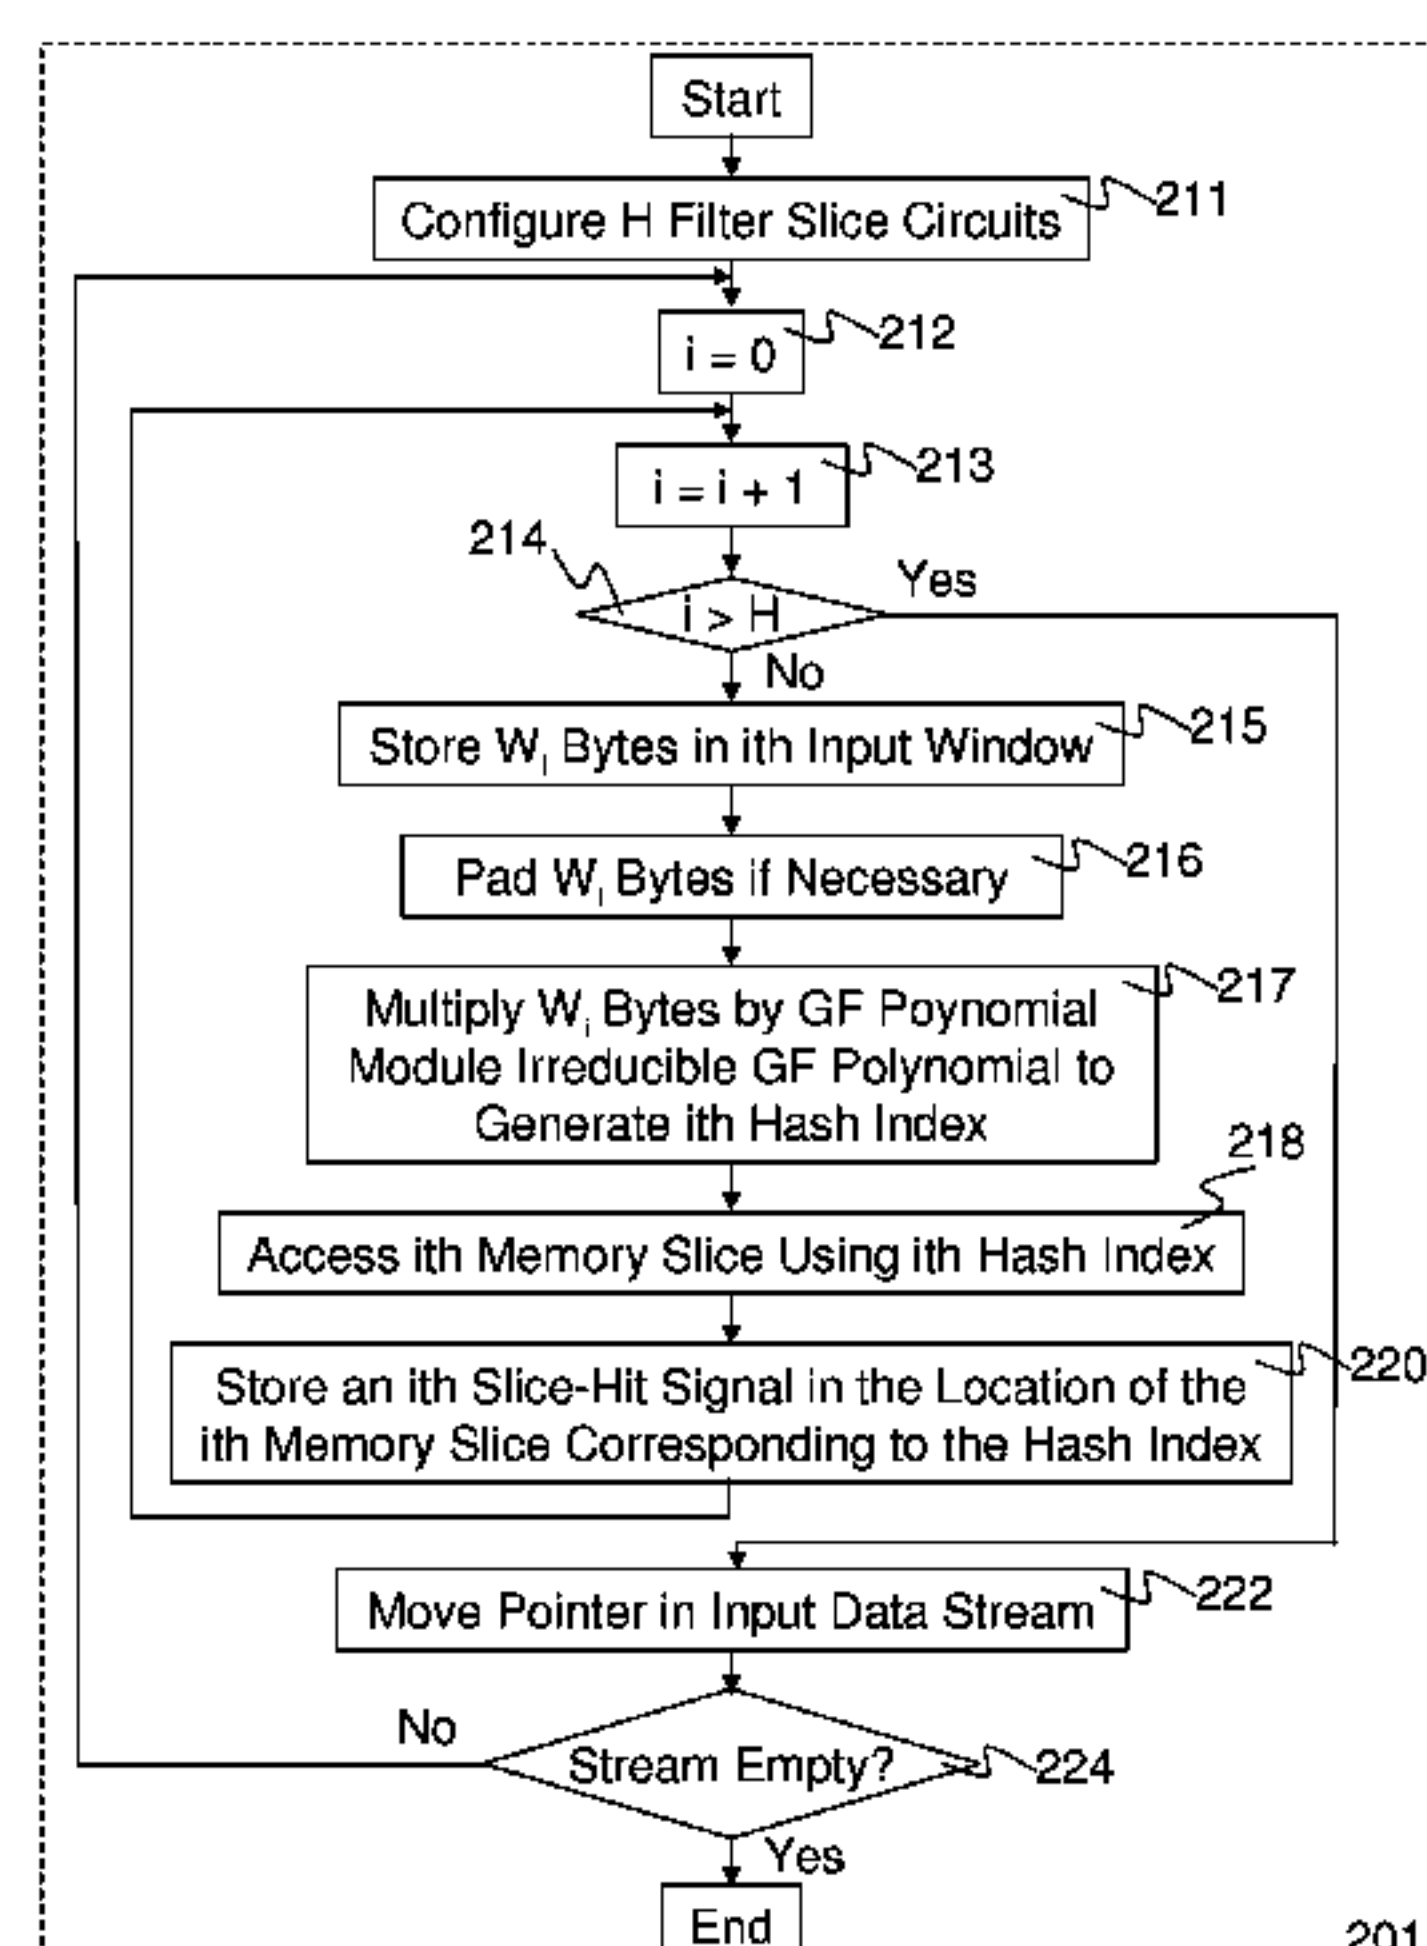 Start
Configure H Filter Slice Circuits
211
i = 0
212
i = i + 1
213
214
i > H
Yes
No
Store Wi Bytes in ith Input Window
215
Pad Wi Bytes if Necessary
216
Multiply Wi Bytes by GF Poynomial
Module Irreducible GF Polynomial to
Generate ith Hash Index
217
218
Access ith Memory Slice Using ith Hash Index
Store an ith Slice-Hit Signal in the Location of the
ith Memory Slice Corresponding to the Hash Index
220
Move Pointer in Input Data Stream
222
No
Stream Empty?
224
Yes
End
201